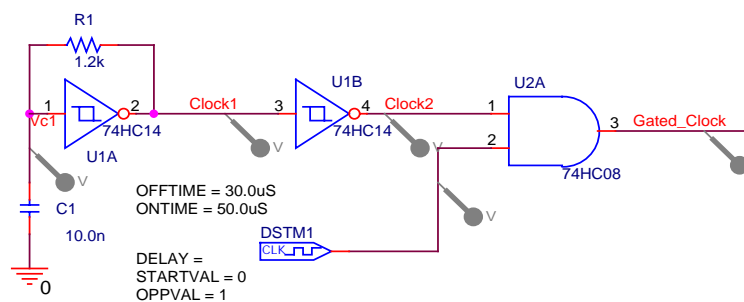 R1
1.2k
U1B
U2A
1
2
Clock1
3
4
Clock2
1
Gated_Clock
3
Vc1
74HC14
74HC14
2
U1A
74HC08
V
V
V
V
V
OFFTIME = 30.0uS
ONTIME = 50.0uS
C1
10.0n
DSTM1
CLK
DELAY =
STARTVAL = 0
OPPVAL = 1
0